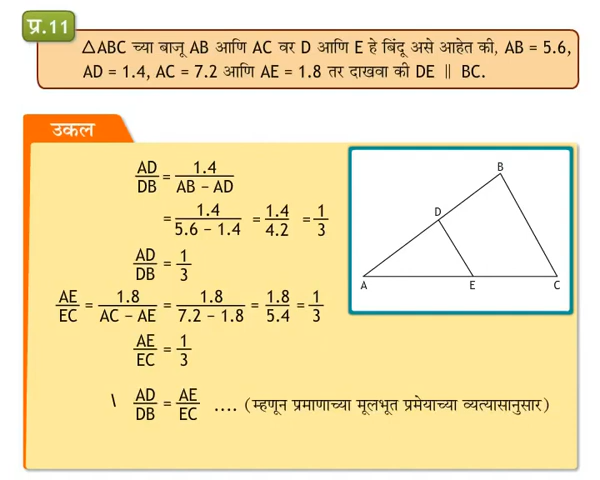 प्र.11
△ABC च्या बाजू AB आणि AC वर D आणि E हे बिंदू असे आहेत की, AB = 5.6,
AD = 1.4, AC = 7.2 आणि AE = 1.8 तर दाखवा की DE || BC.
उकल
AD/DB = 1.4/(AB − AD)
= 1.4/(5.6 − 1.4) = 1.4/4.2 = 1/3
AD/DB = 1/3
AE/EC = 1.8/(AC − AE) = 1.8/(7.2 − 1.8) = 1.8/5.4 = 1/3
AE/EC = 1/3
\ AD/DB = AE/EC .... (म्हणून प्रमाणाच्या मूलभूत प्रमेयाच्या व्यत्यासानुसार)
B
D
A E C